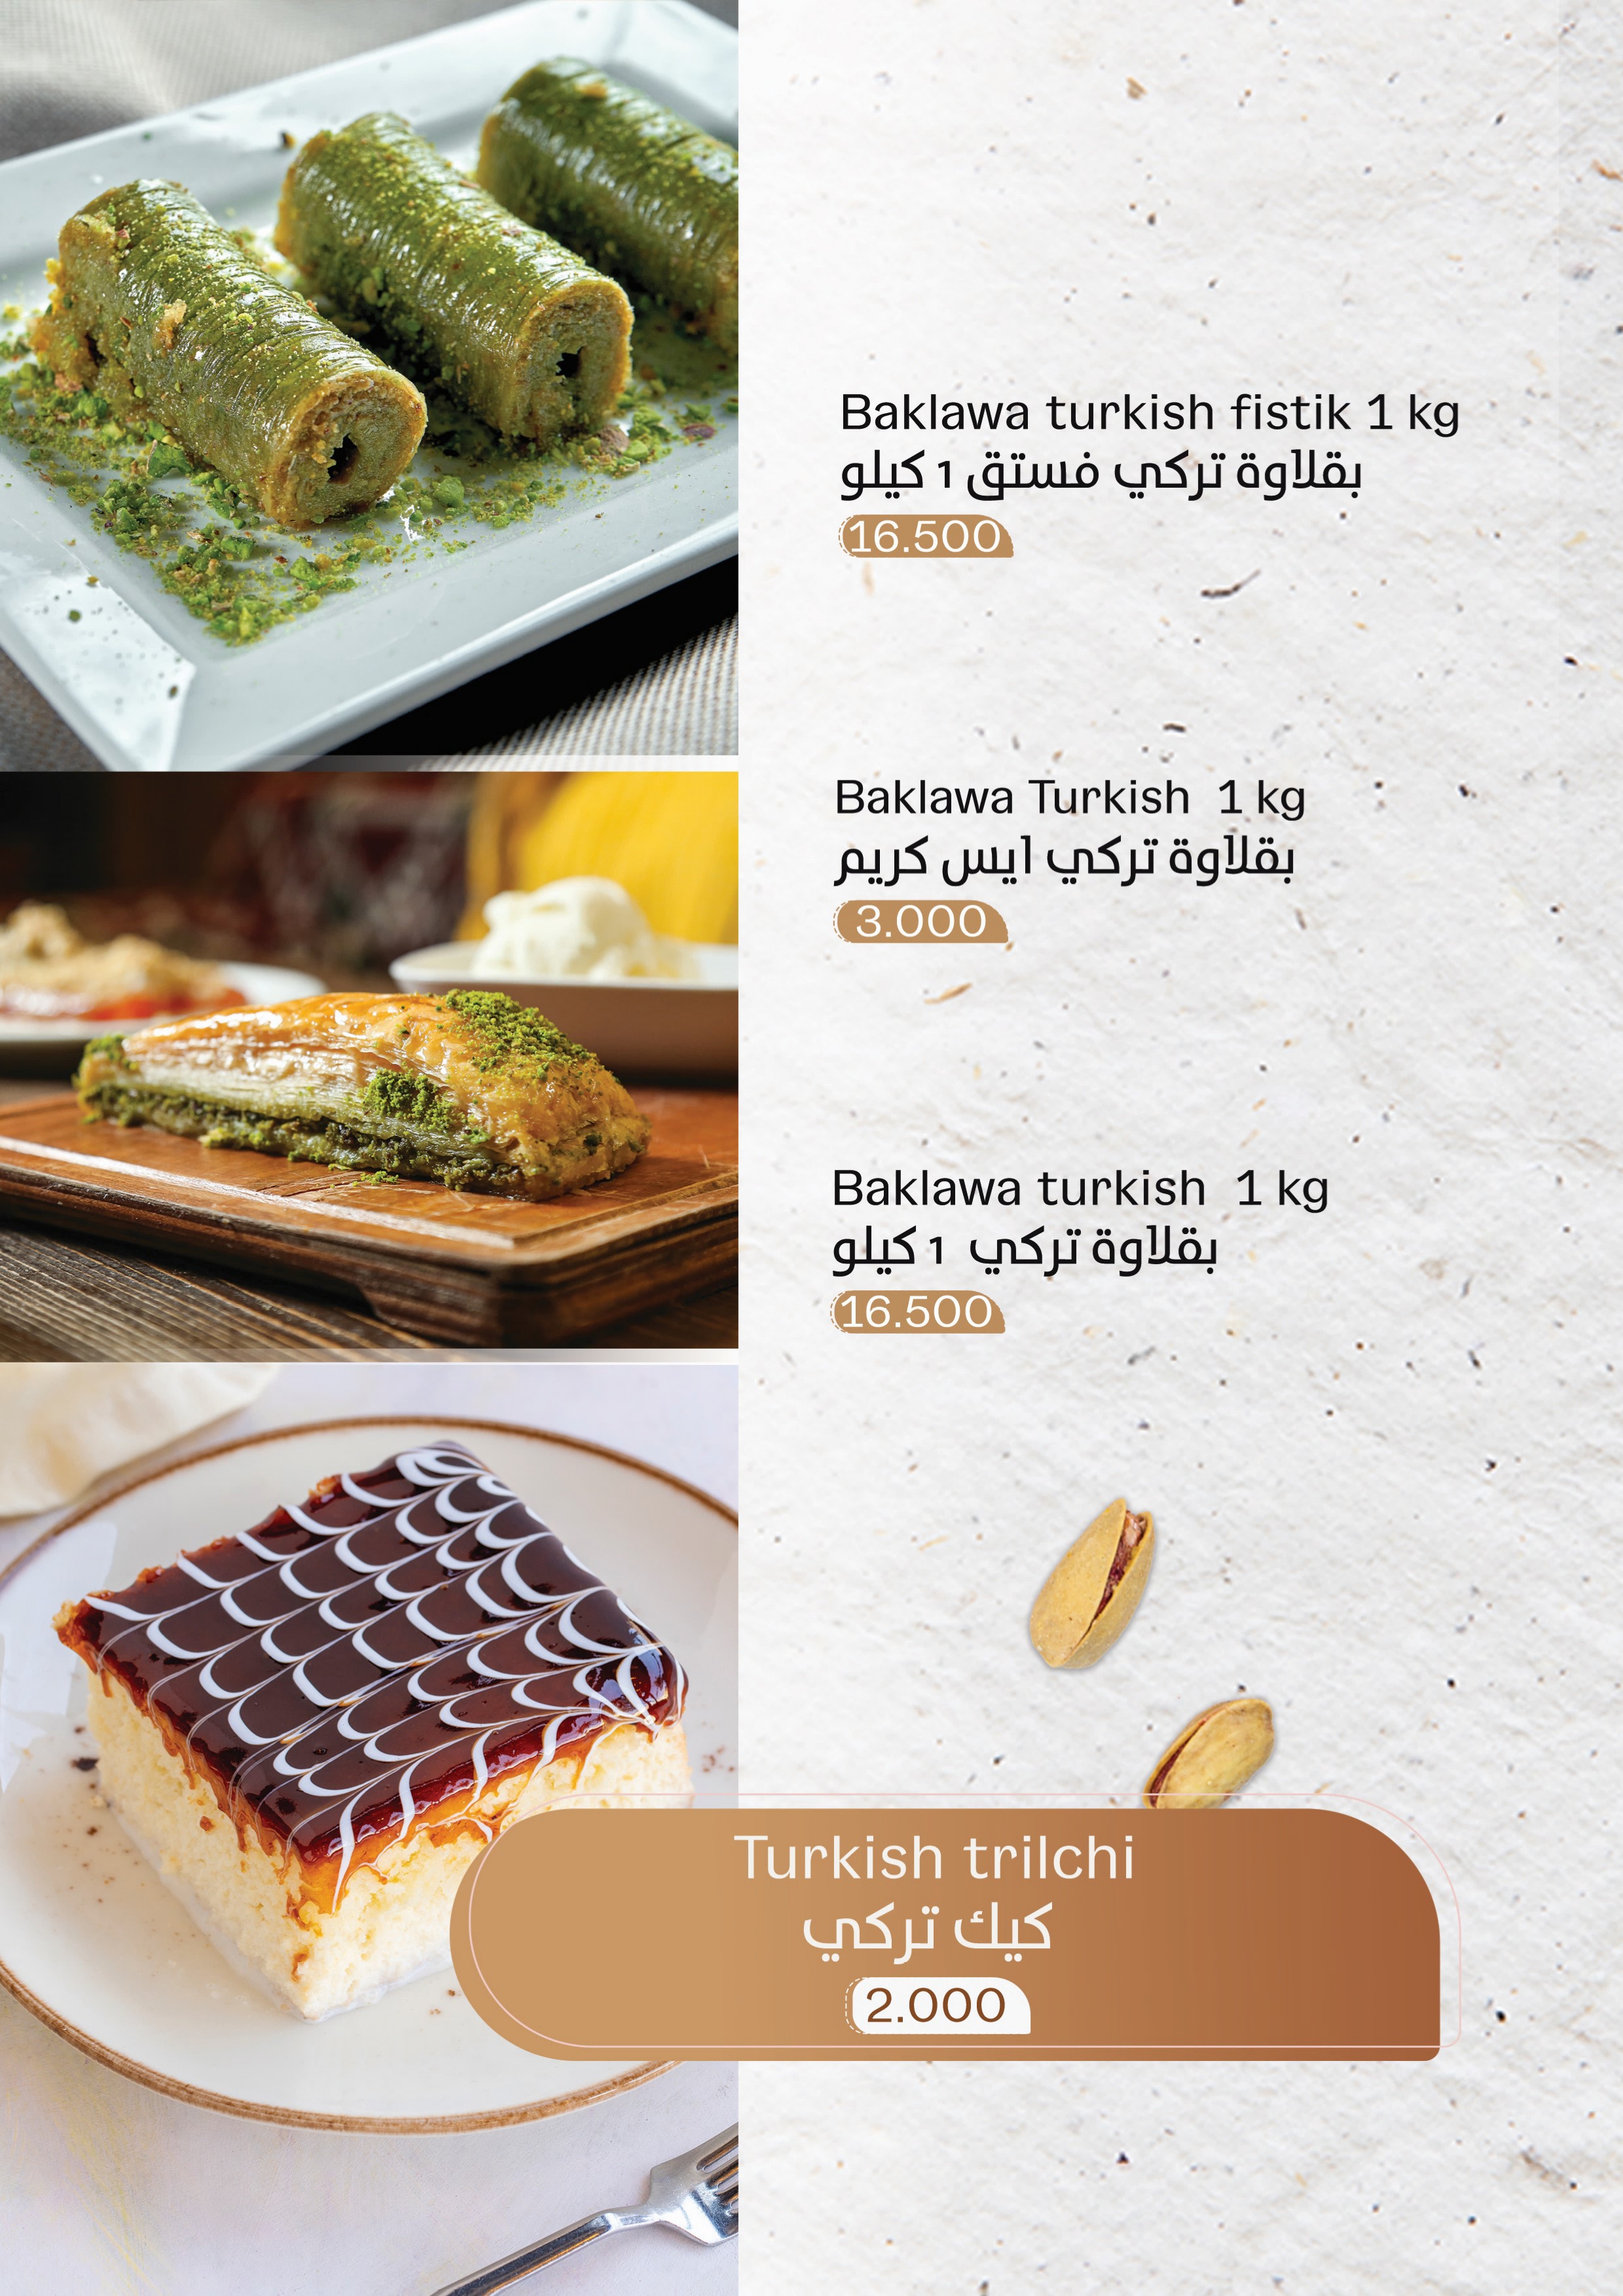 Baklawa turkish fistik 1 kg
بقلاوة تركي فستق 1 كيلو
16.500
Baklawa Turkish 1 kg
بقلاوة تركي ايس كريم
3.000
Baklawa turkish 1 kg
بقلاوة تركي 1 كيلو
16.500
Turkish trilchi
كيك تركي
2.000